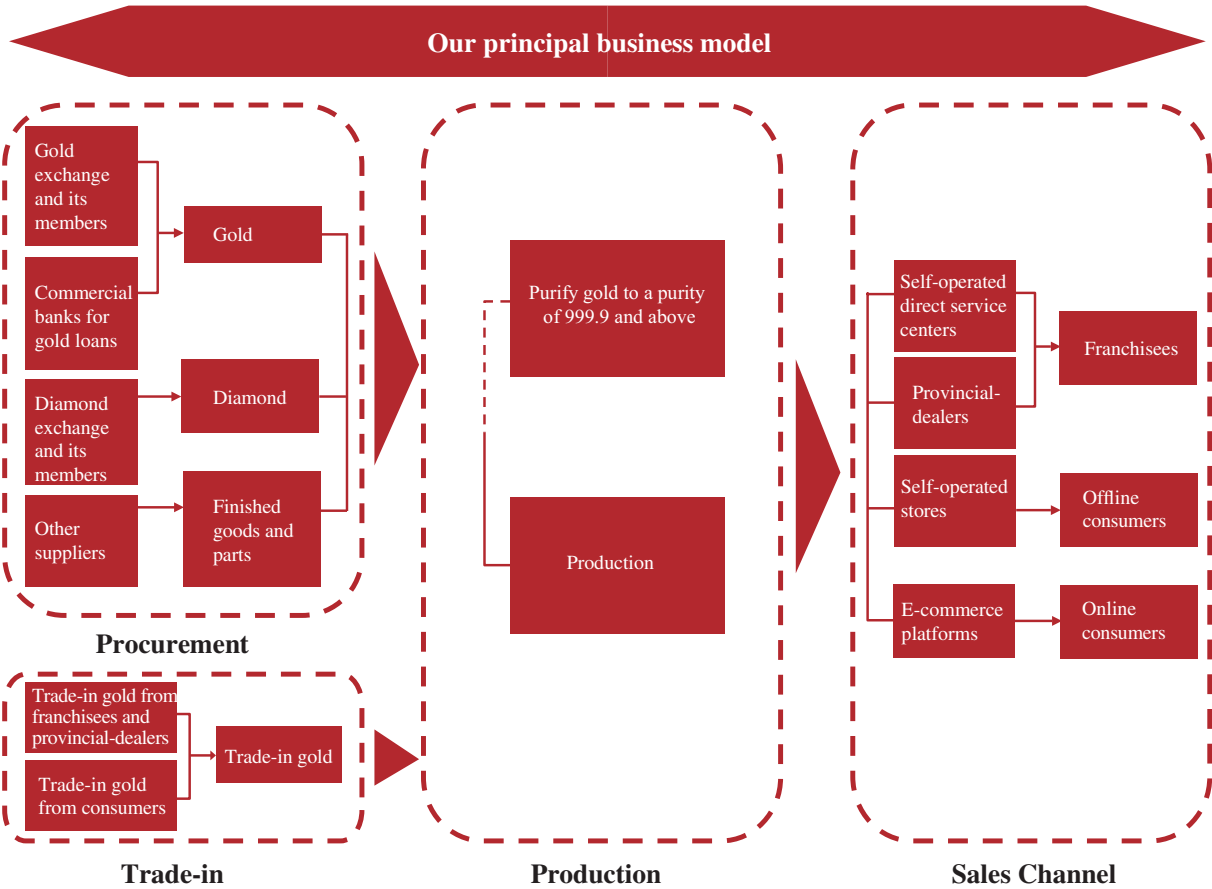 Our principal business model
Gold
exchange
and its
members
Commercial
banks for
gold loans
Diamond
exchange
and its
members
Other
suppliers
Gold
Diamond
Finished
goods and
parts
Procurement
Trade-in gold from
franchisees and
provincial-dealers
Trade-in gold
from consumers
Trade-in gold
Trade-in
Purify gold to a purity
of 999.9 and above
Production
Production
Self-operated
direct service
centers
Provincial-
dealers
Self-operated
stores
E-commerce
platforms
Franchisees
Offline
consumers
Online
consumers
Sales Channel